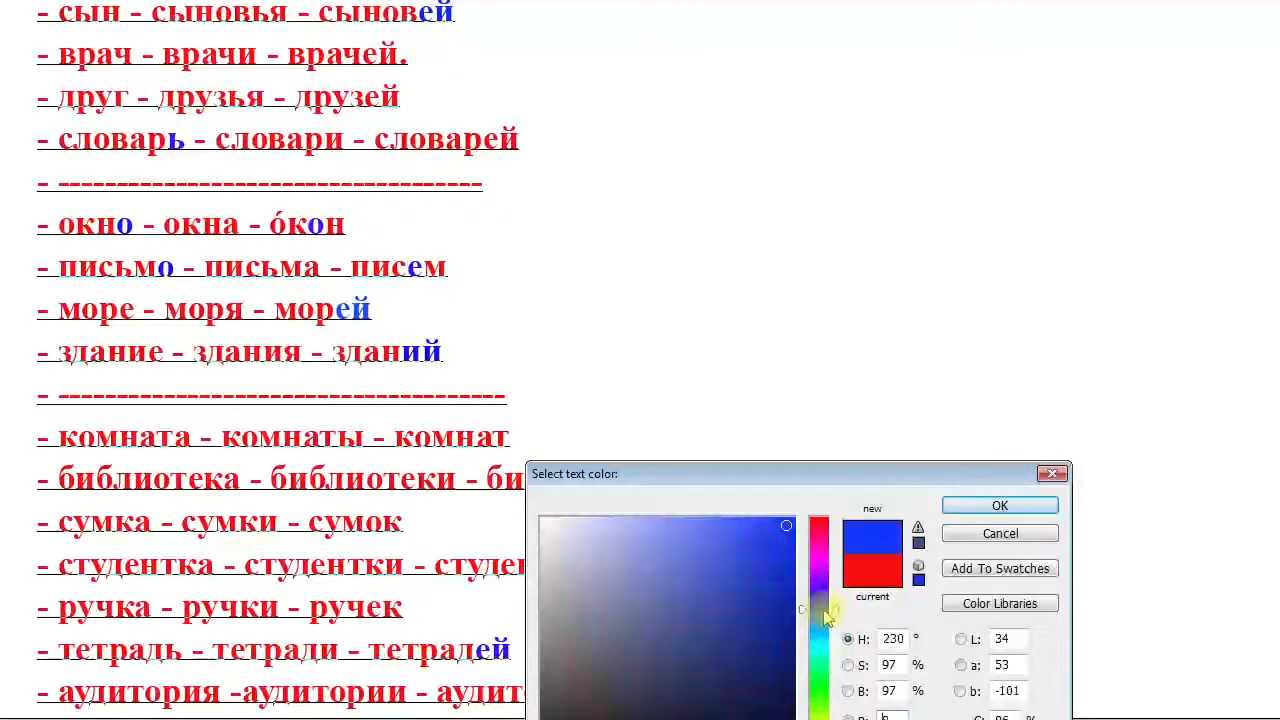 - сын - сыновья - сыновей
- врач - врачи - врачей.
- друг - друзья - друзей
- словарь - словари - словарей
- ------------------------------------
- окно - окна - о́кон
- письмо - письма - писем
- море - моря - морей
- здание - здания - зданий
- --------------------------------------
- комната - комнаты - комнат
- библиотека - библиотеки - би
Select text color:
new
OK
- сумка - сумки - сумок
Cancel
- студентка - студентки - студен
Add To Swatches
current
Color Libraries
- ручка - ручки - ручек
H: 230 °
L: 34
- тетрадь - тетради - тетрадей
S: 97 %
a: 53
- аудитория -аудитории - аудит
B: 97 %
b: -101